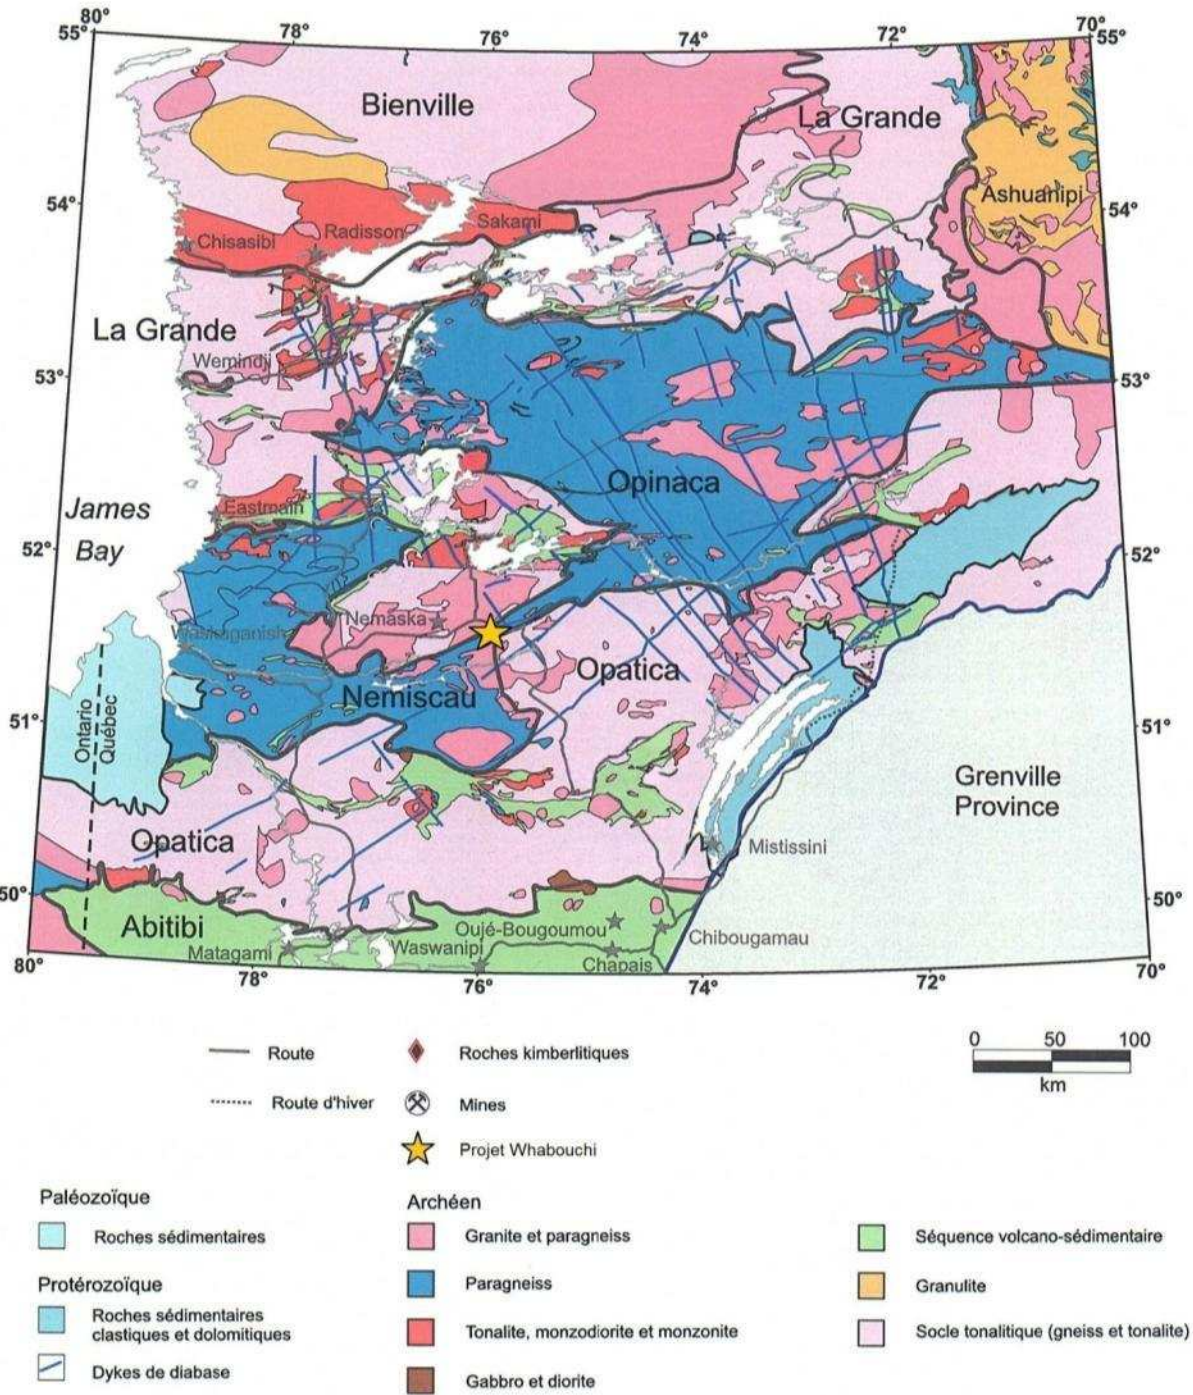 80°
78°
76°
74°
72°
70°
55°
55°
Bienville
La Grande
Ashuanipi
54°
54°
Chisasibi
Radisson
Sakami
La Grande
Wemindji
53°
53°
Opinaca
James
Bay
Eastmain
52°
52°
Nemaska
Waskaganish
Opatica
Nemiscau
Ontario
Québec
51°
51°
Grenville
Province
Opatica
Mistissini
50°
50°
Abitibi
Oujé-Bougoumou
Chibougamau
Matagami
Waswanipi
Chapais
80°
78°
76°
74°
72°
70°
Route
Roches kimberlitiques
0 50 100
km
Route d'hiver
Mines
Projet Whabouchi
Paléozoïque
Archéen
Roches sédimentaires
Granite et paragneiss
Séquence volcano-sédimentaire
Protérozoïque
Paragneiss
Granulite
Roches sédimentaires
clastiques et dolomitiques
Tonalite, monzodiorite et monzonite
Socle tonalitique (gneiss et tonalite)
Dykes de diabase
Gabbro et diorite